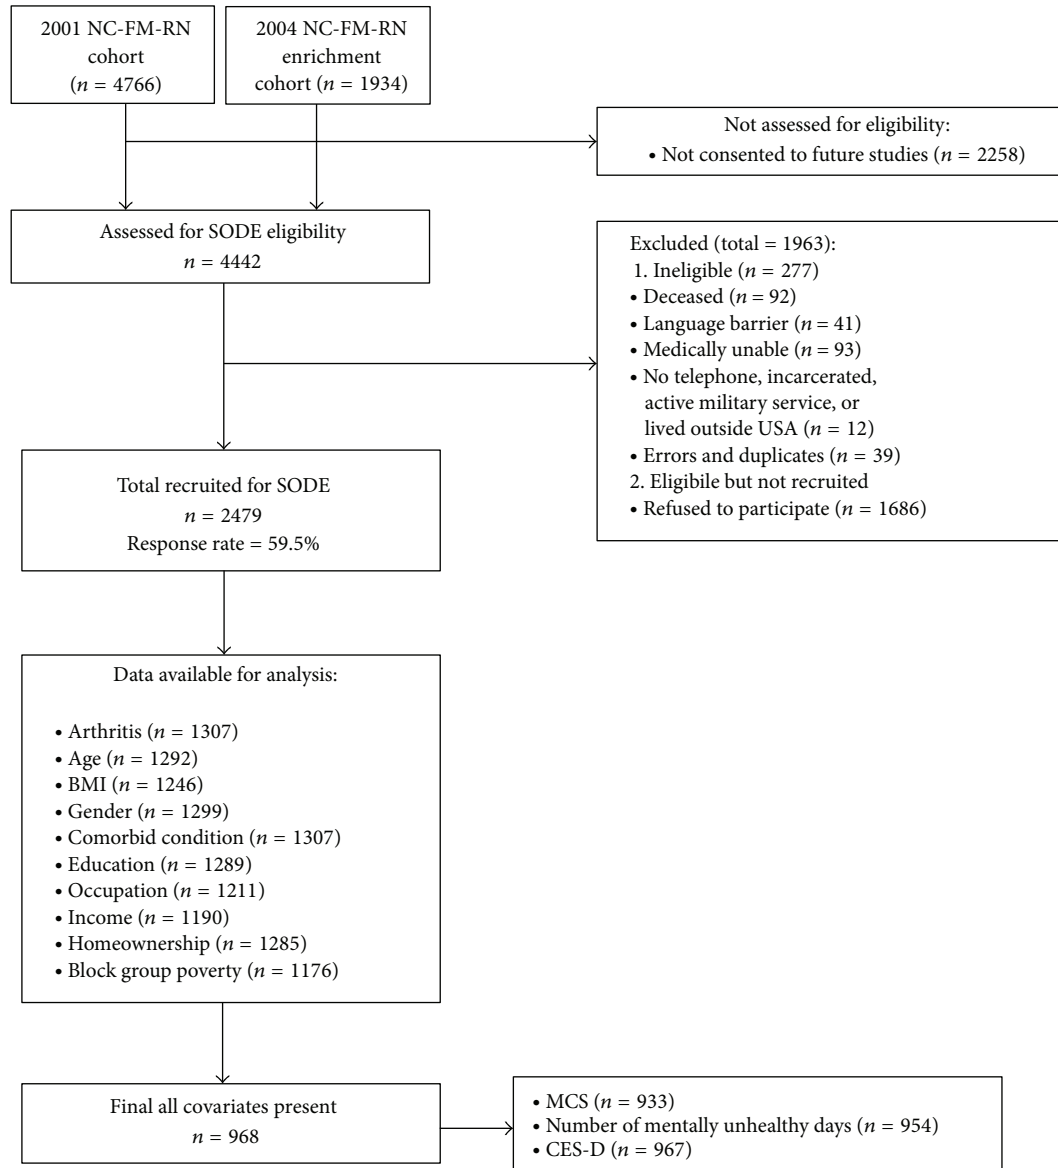 2001 NC-FM-RN
cohort
(n = 4766)
2004 NC-FM-RN
enrichment
cohort (n = 1934)
Not assessed for eligibility:
• Not consented to future studies (n = 2258)
Assessed for SODE eligibility
n = 4442
Excluded (total = 1963):
1. Ineligible (n = 277)
• Deceased (n = 92)
• Language barrier (n = 41)
• Medically unable (n = 93)
• No telephone, incarcerated,
active military service, or
lived outside USA (n = 12)
• Errors and duplicates (n = 39)
2. Eligibile but not recruited
• Refused to participate (n = 1686)
Total recruited for SODE
n = 2479
Response rate = 59.5%
Data available for analysis:
• Arthritis (n = 1307)
• Age (n = 1292)
• BMI (n = 1246)
• Gender (n = 1299)
• Comorbid condition (n = 1307)
• Education (n = 1289)
• Occupation (n = 1211)
• Income (n = 1190)
• Homeownership (n = 1285)
• Block group poverty (n = 1176)
Final all covariates present
n = 968
• MCS (n = 933)
• Number of mentally unhealthy days (n = 954)
• CES-D (n = 967)